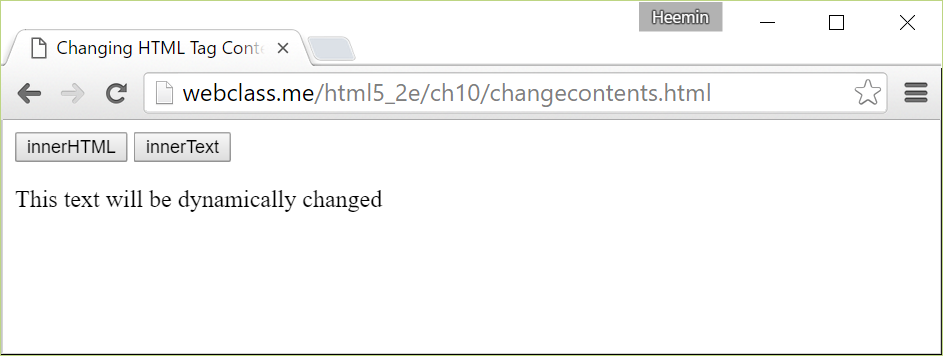 Heemin
Changing HTML Tag Conte
webclass.me/html5_2e/ch10/changecontents.html
innerHTML innerText
This text will be dynamically changed